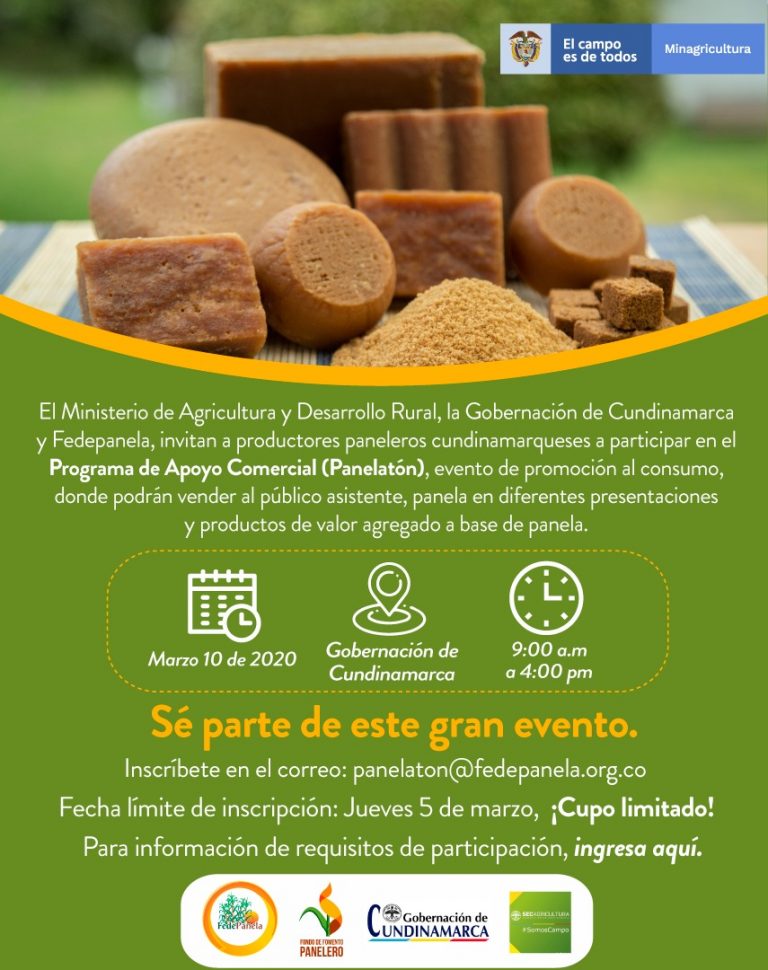 El campo
es de todos
Minagricultura
El Ministerio de Agricultura y Desarrollo Rural, la Gobernación de Cundinamarca
y Fedepanela, invitan a productores paneleros cundinamarqueses a participar en el
Programa de Apoyo Comercial (Panelatón), evento de promoción al consumo,
donde podrán vender al público asistente, panela en diferentes presentaciones
y productos de valor agregado a base de panela.
Marzo 10 de 2020
Gobernación de
Cundinamarca
9:00 a.m
a 4:00 pm
Sé parte de este gran evento.
Inscríbete en el correo: panelaton@fedepanela.org.co
Fecha límite de inscripción: Jueves 5 de marzo, ¡Cupo limitado!
Para información de requisitos de participación, ingresa aquí.
FedePanela
FONDO DE FOMENTO
PANELERO
Gobernación de
CUNDINAMARCA
SECAGRICULTURA
#SomosCampo